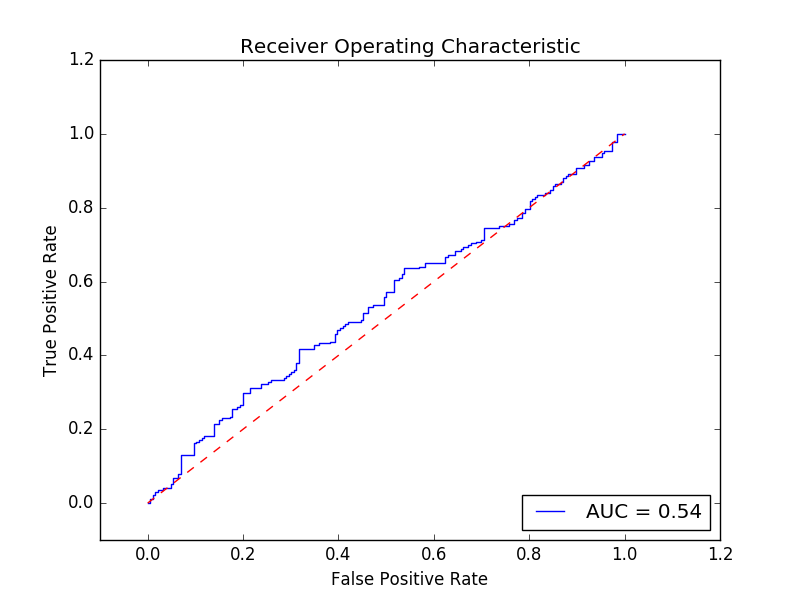 Receiver Operating Characteristic
1.2
1.0
0.8
0.6
0.4
0.2
0.0
True Positive Rate
AUC = 0.54
0.0 0.2 0.4 0.6 0.8 1.0 1.2
False Positive Rate